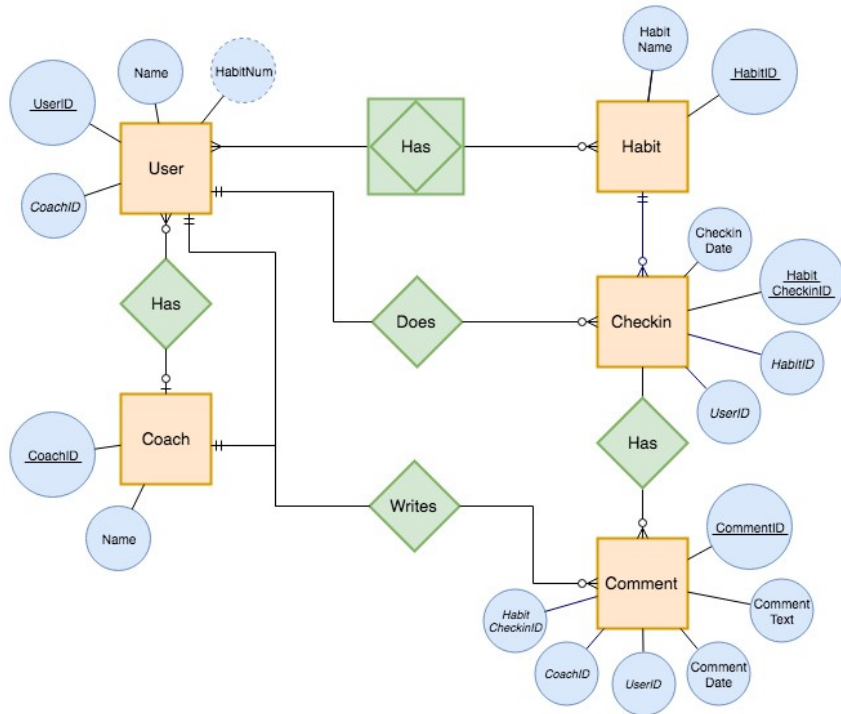 Habit
Name
Name
HabitNum
HabitID
UserID
Has
Habit
User
CoachID
Checkin
Date
Habit
CheckinID
Has
Does
Checkin
HabitID
UserID
Coach
CoachID
Has
Writes
Name
CommentID
Comment
Habit
CheckinID
Comment
Text
CoachID
UserID
Comment
Date